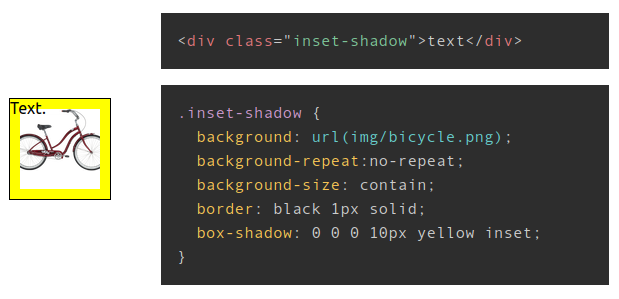 Text.
<div class="inset-shadow">text</div>
.inset-shadow {
background: url(img/bicycle.png);
background-repeat:no-repeat;
background-size: contain;
border: black 1px solid;
box-shadow: 0 0 0 10px yellow inset;
}